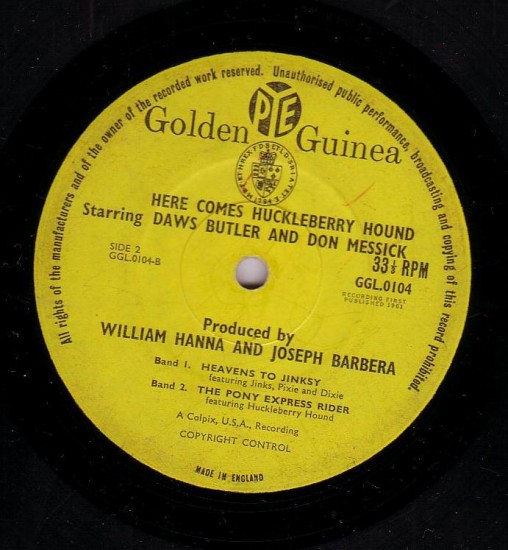 All rights of the manufacturers and of the owner of the recorded work reserved. Unauthorised public performance, broadcasting and copying of this record prohibited.
PYE
Golden Guinea
HERE COMES HUCKLEBERRY HOUND
Starring DAWS BUTLER AND DON MESSICK
SIDE 2
GGL.0104-B
33⅓ RPM
GGL.0104
RECORDING FIRST
PUBLISHED 1961
Produced by
WILLIAM HANNA AND JOSEPH BARBERA
Band 1. HEAVENS TO JINKSY
featuring Jinks, Pixie and Dixie
Band 2. THE PONY EXPRESS RIDER
featuring Huckleberry Hound
A Colpix, U.S.A., Recording
COPYRIGHT CONTROL
MADE IN ENGLAND